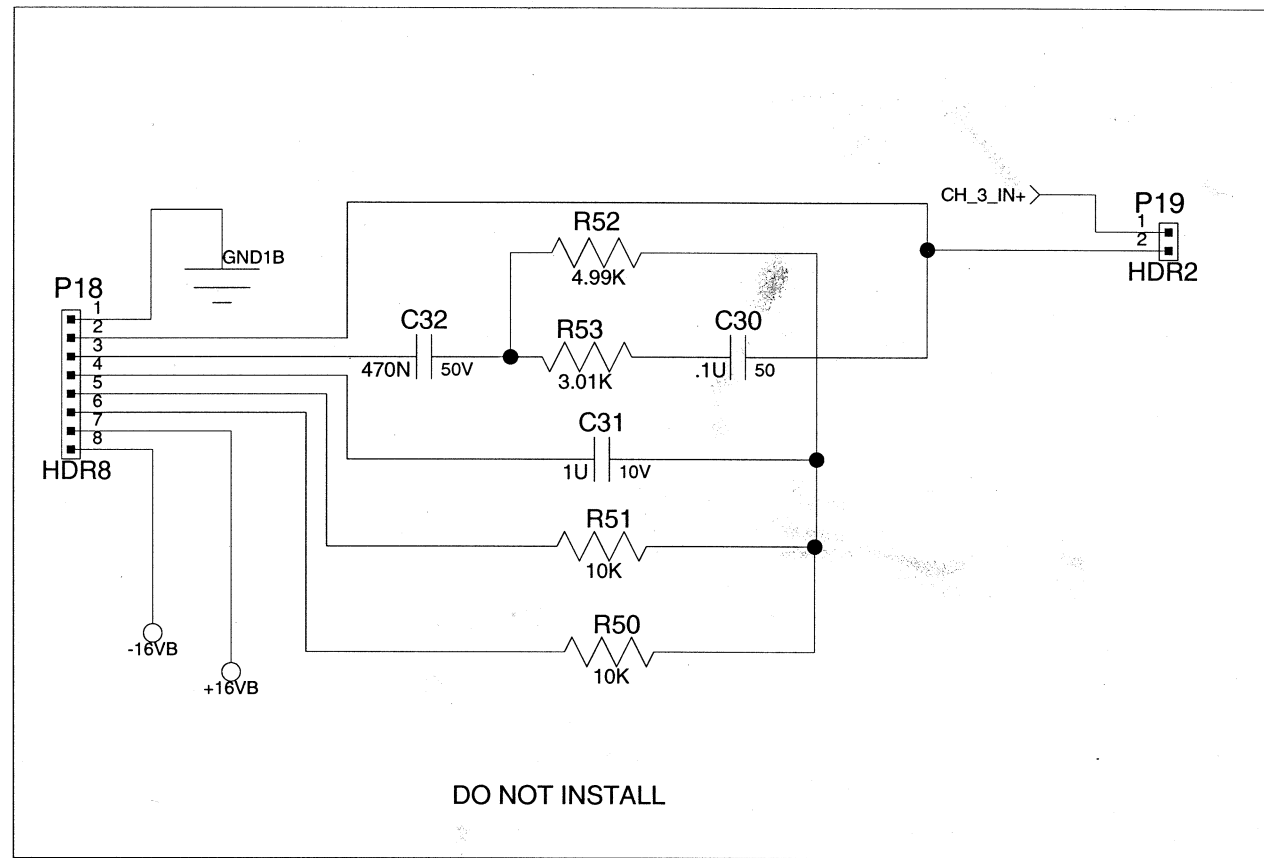 CH_3_IN+
P19
1
2
HDR2
R52
4.99K
GND1B
P18
1
2
3
4
5
6
7
8
HDR8
C32
470N
50V
R53
3.01K
C30
.1U
50
C31
1U
10V
R51
10K
R50
10K
-16VB
+16VB
DO NOT INSTALL